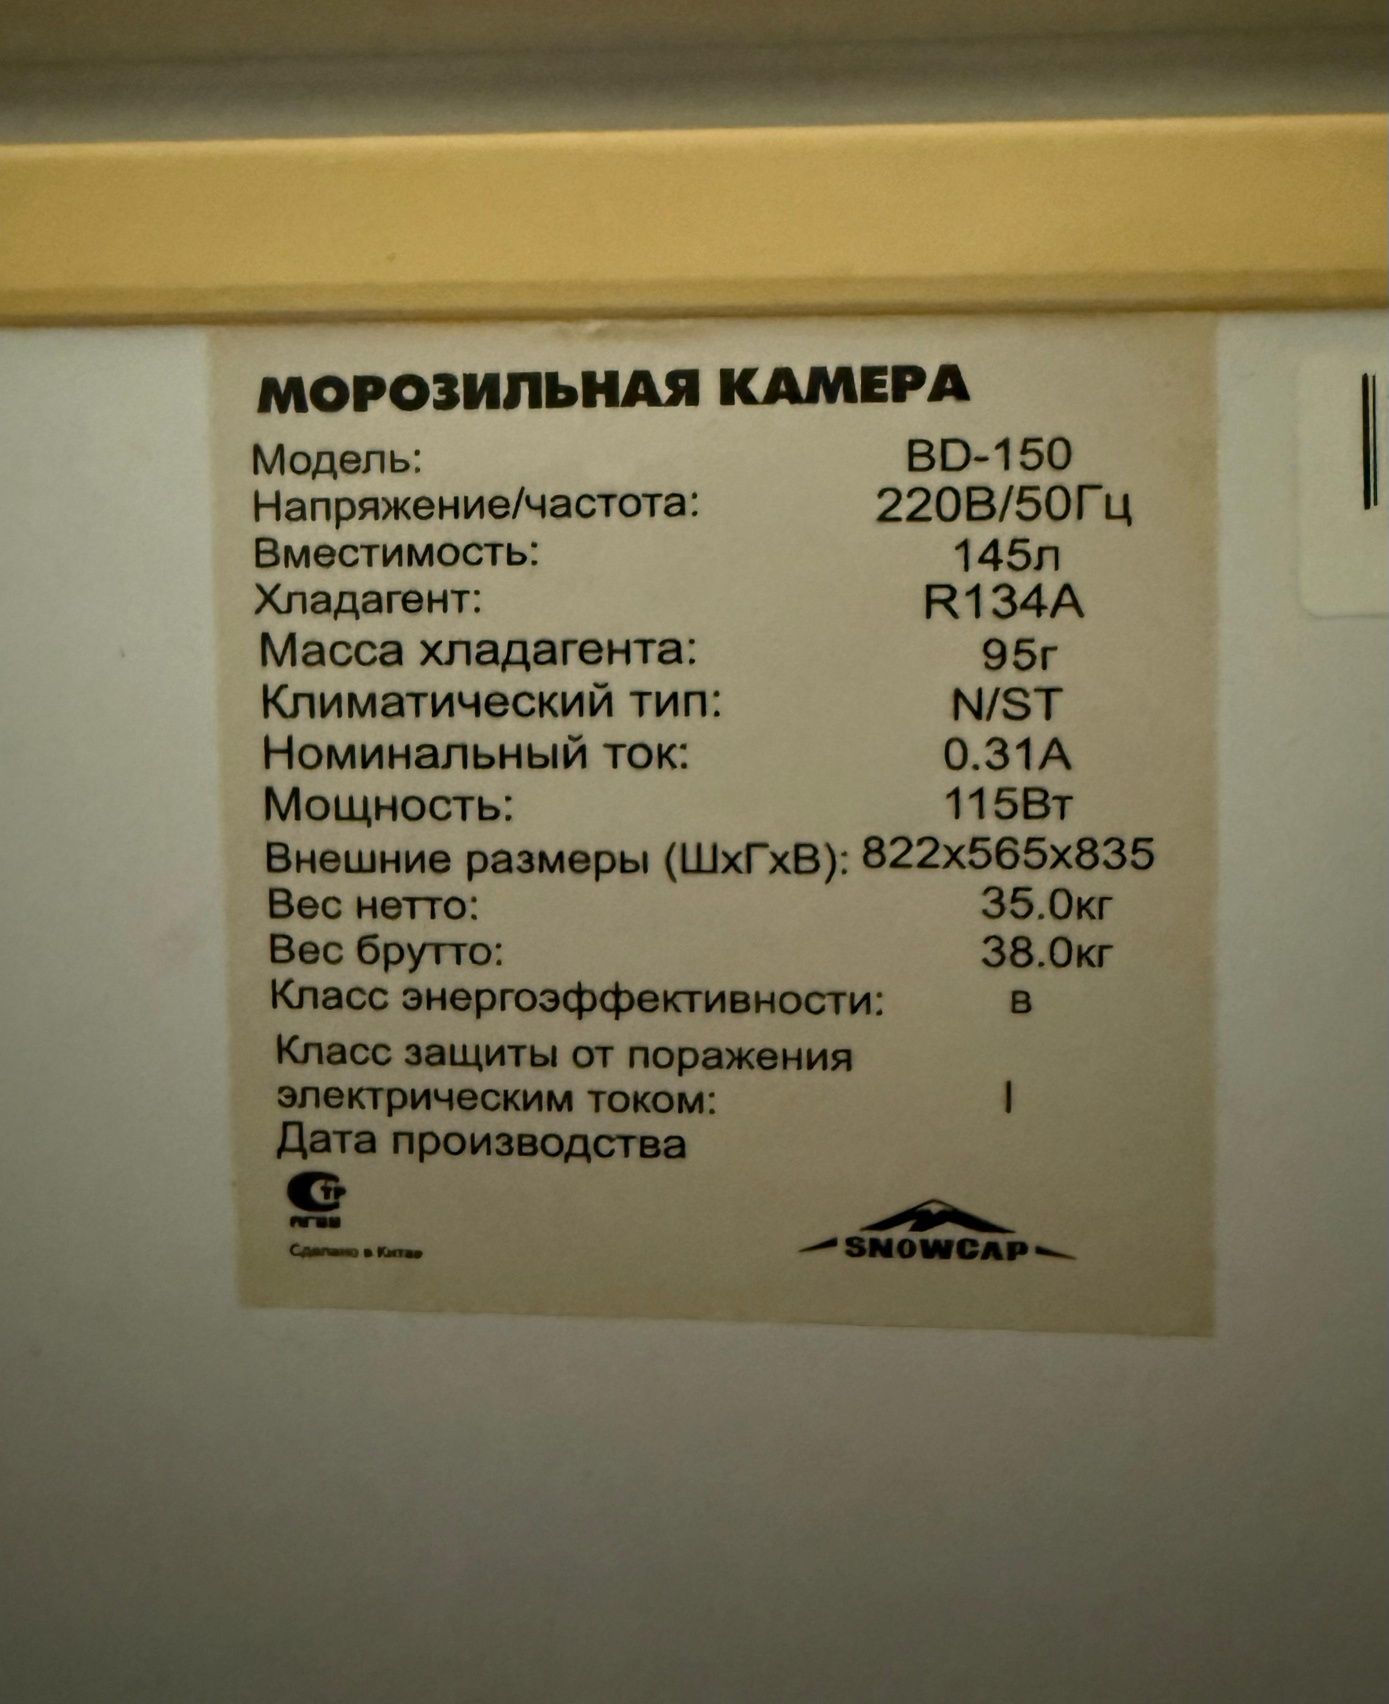 МОРОЗИЛЬНАЯ КАМЕРА
Модель: BD-150
Напряжение/частота: 220В/50Гц
Вместимость: 145л
Хладагент: R134A
Масса хладагента: 95г
Климатический тип: N/ST
Номинальный ток: 0.31А
Мощность: 115Вт
Внешние размеры (ШхГхВ): 822х565х835
Вес нетто: 35.0кг
Вес брутто: 38.0кг
Класс энергоэффективности: в
Класс защиты от поражения
электрическим током: I
Дата производства
Сделано в Китае
SNOWCAP